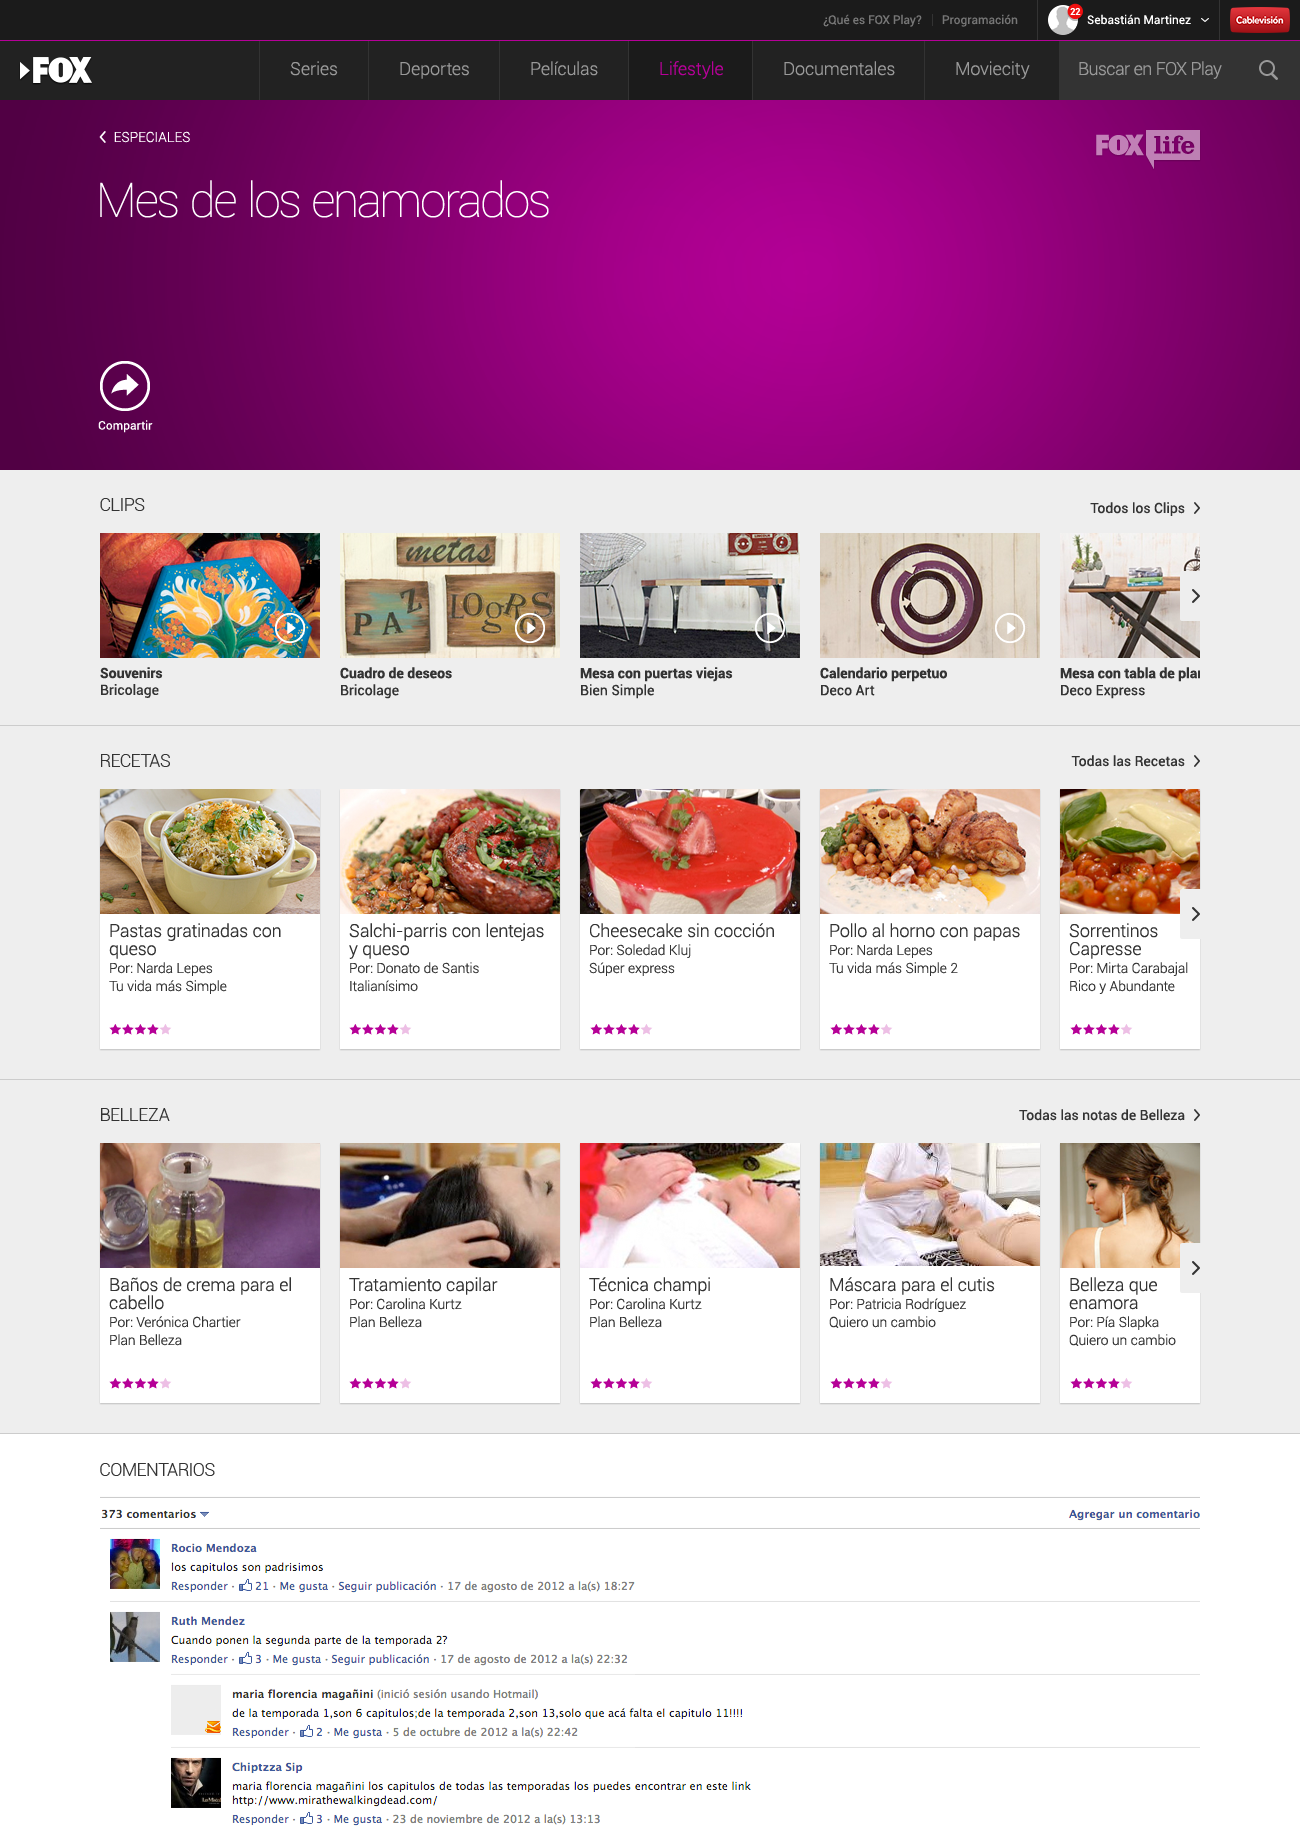 ¿Qué es FOX Play?
Programación
22
Sebastián Martinez
Cablevisión
FOX
Series
Deportes
Películas
Lifestyle
Documentales
Moviecity
Buscar en FOX Play
ESPECIALES
FOX life
Mes de los enamorados
Compartir
CLIPS
Todos los Clips
metas
PAZ
LOGRS
Souvenirs
Bricolage
Cuadro de deseos
Bricolage
Mesa con puertas viejas
Bien Simple
Calendario perpetuo
Deco Art
Mesa con tabla de plan
Deco Express
RECETAS
Todas las Recetas
Pastas gratinadas con
queso
Por: Narda Lepes
Tu vida más Simple
Salchi-parris con lentejas
y queso
Por: Donato de Santis
Italianísimo
Cheesecake sin cocción
Por: Soledad Kluj
Súper express
Pollo al horno con papas
Por: Narda Lepes
Tu vida más Simple 2
Sorrentinos
Capresse
Por: Mirta Carabajal
Rico y Abundante
BELLEZA
Todas las notas de Belleza
Baños de crema para el
cabello
Por: Verónica Chartier
Plan Belleza
Tratamiento capilar
Por: Carolina Kurtz
Plan Belleza
Técnica champi
Por: Carolina Kurtz
Plan Belleza
Máscara para el cutis
Por: Patricia Rodríguez
Quiero un cambio
Belleza que
enamora
Por: Pía Slapka
Quiero un cambio
COMENTARIOS
373 comentarios
Agregar un comentario
Rocio Mendoza
los capitulos son padrisimos
Responder · 21 · Me gusta · Seguir publicación · 17 de agosto de 2012 a la(s) 18:27
Ruth Mendez
Cuando ponen la segunda parte de la temporada 2?
Responder · 3 · Me gusta · Seguir publicación · 17 de agosto de 2012 a la(s) 22:32
maria florencia magañini (inició sesión usando Hotmail)
de la temporada 1,son 6 capitulos;de la temporada 2,son 13,solo que acá falta el capitulo 11!!!!
Responder · 2 · Me gusta · 5 de octubre de 2012 a la(s) 22:42
Chiptzza Sip
maria florencia magañini los capitulos de todas las temporadas los puedes encontrar en este link
http://www.mirathewalkingdead.com/
Responder · 3 · Me gusta · 23 de noviembre de 2012 a la(s) 13:13